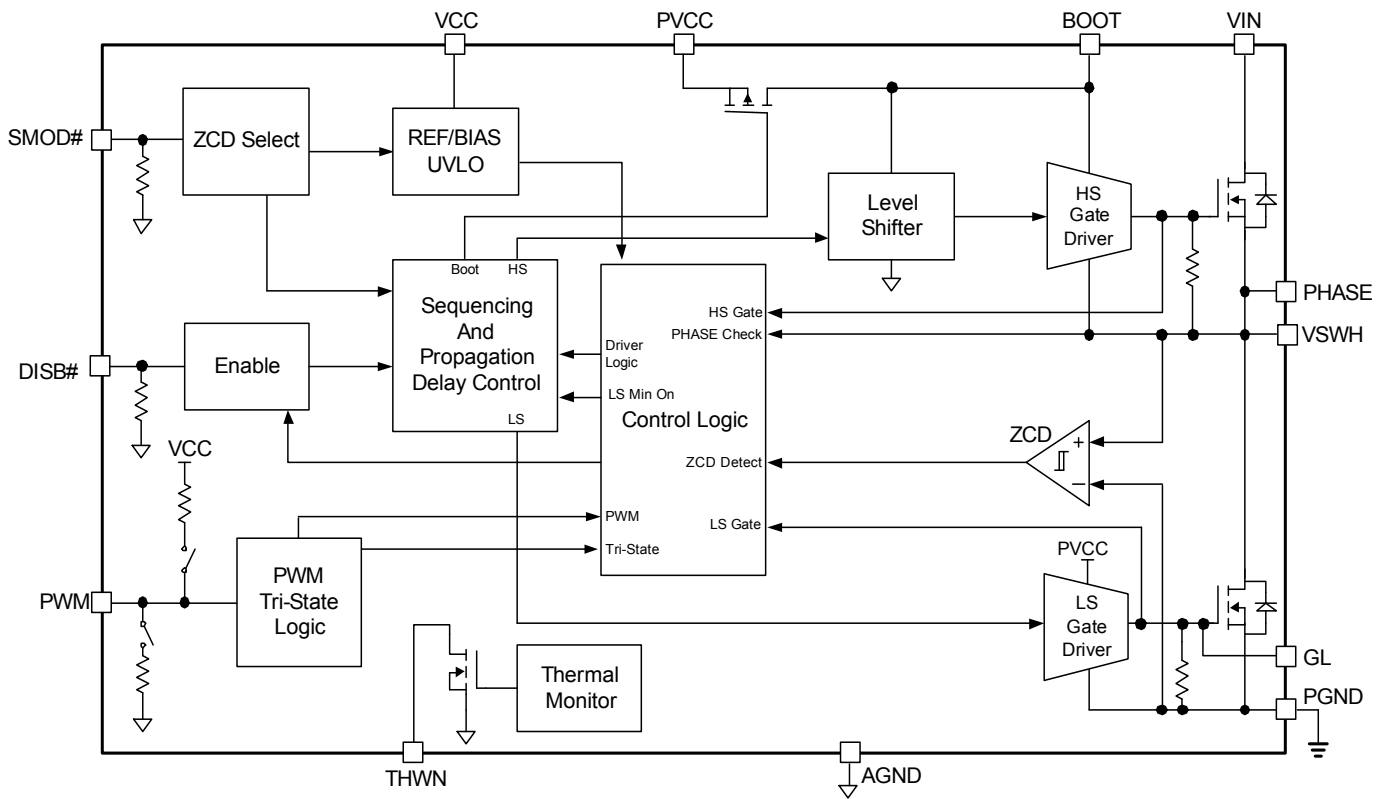 VCC
PVCC
BOOT
VIN
SMOD#
ZCD Select
REF/BIAS
UVLO
Level
Shifter
HS
Gate
Driver
Boot
HS
Sequencing
And
Propagation
Delay Control
LS
HS Gate
PHASE Check
Driver
Logic
LS Min On
Control Logic
ZCD Detect
LS Gate
PWM
Tri-State
PHASE
VSWH
DISB#
Enable
ZCD
+
−
VCC
PWM
PWM
Tri-State
Logic
PVCC
LS
Gate
Driver
GL
PGND
Thermal
Monitor
THWN
AGND